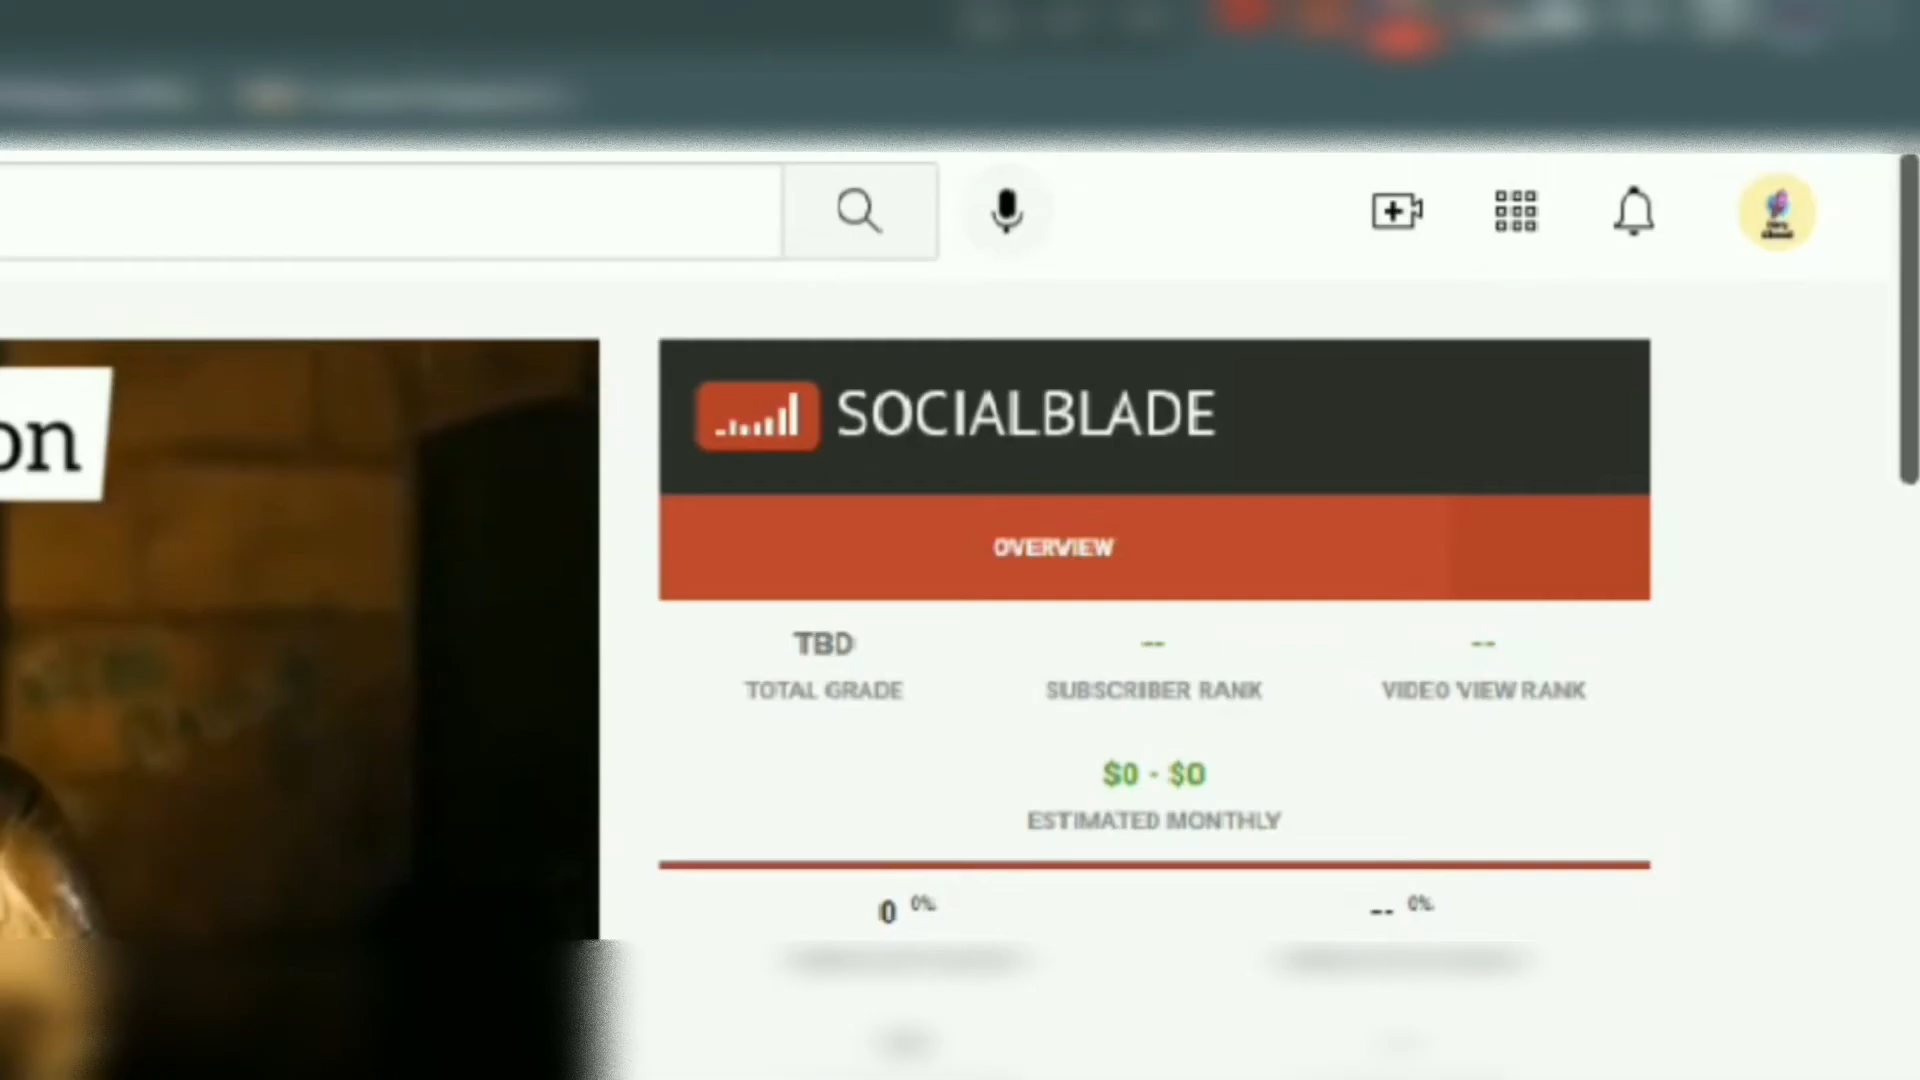 on
SOCIALBLADE
OVERVIEW
TBD
TOTAL GRADE
--
SUBSCRIBER RANK
--
VIDEO VIEW RANK
$0 - $0
ESTIMATED MONTHLY
0 0%
-- 0%